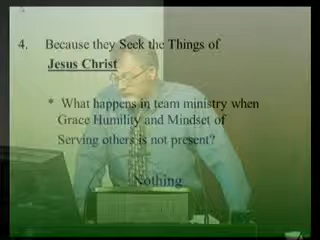 4. Because they Seek the Things of
Jesus Christ
* What happens in team ministry when
Grace Humility and Mindset of
Serving others is not present?
Nothing